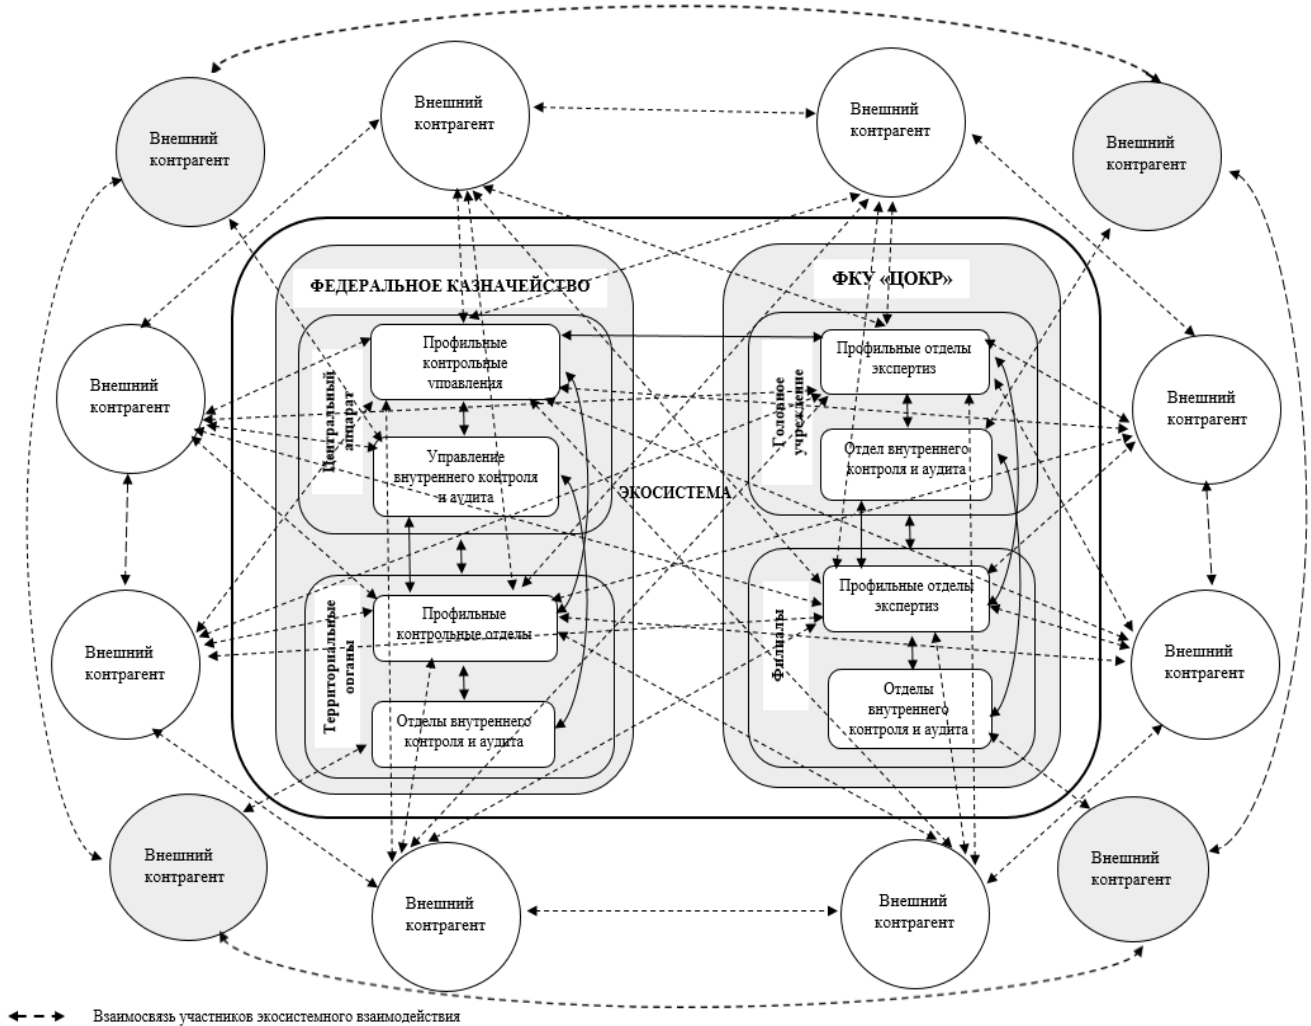 Внешний
контрагент
Внешний
контрагент
Внешний
контрагент
Внешний
контрагент
ФЕДЕРАЛЬНОЕ КАЗНАЧЕЙСТВО
ФКУ «ЦОКР»
Центральный
аппарат
Профильные
контрольные
управления
Управление
внутреннего контроля
и аудита
Головное
учреждение
Профильные отделы
экспертиз
Отдел внутреннего
контроля и аудита
Внешний
контрагент
Внешний
контрагент
ЭКОСИСТЕМА
Территориальные
органы
Профильные
контрольные отделы
Отделы внутреннего
контроля и аудита
Филиалы
Профильные отделы
экспертиз
Отделы
внутреннего
контроля и аудита
Внешний
контрагент
Внешний
контрагент
Внешний
контрагент
Внешний
контрагент
Внешний
контрагент
Внешний
контрагент
Взаимосвязь участников экосистемного взаимодействия